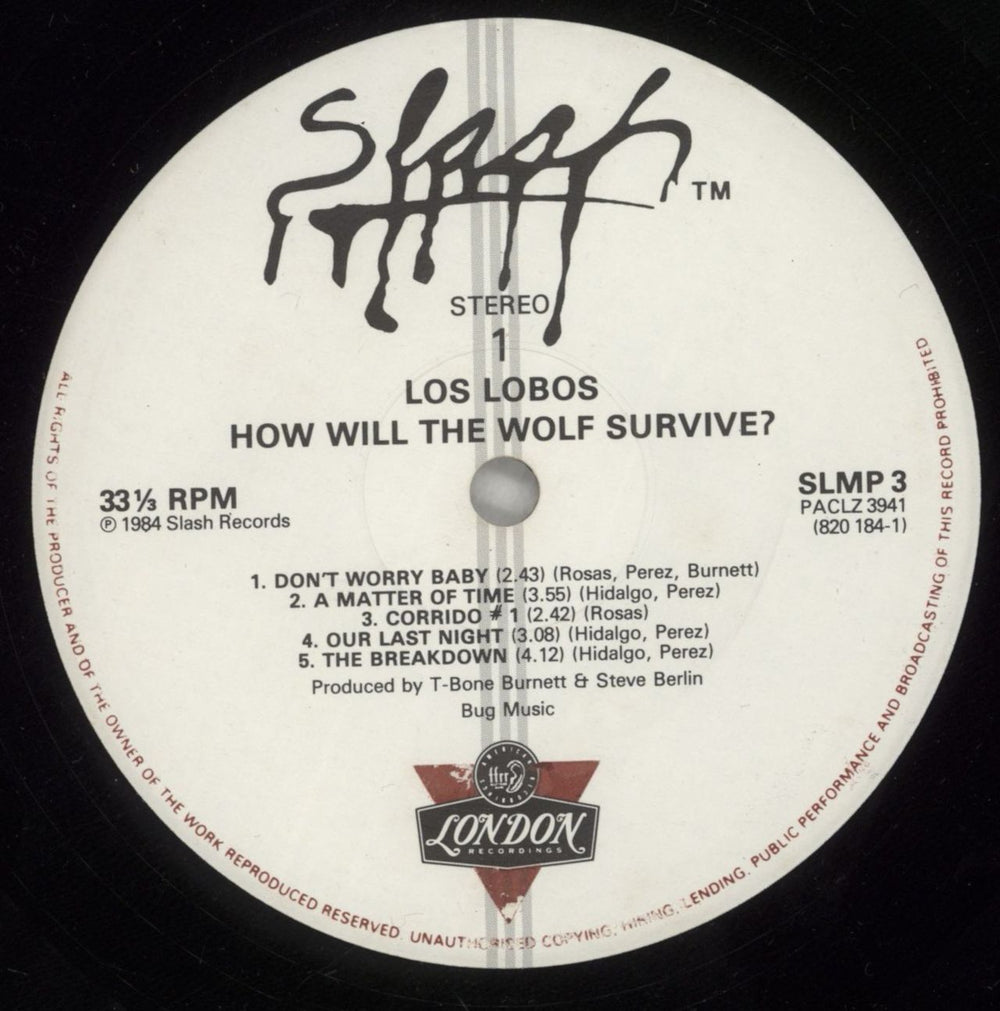 Slash TM
STEREO
1
LOS LOBOS
HOW WILL THE WOLF SURVIVE?
33⅓ RPM
℗ 1984 Slash Records
SLMP 3
PACLZ 3941
(820 184-1)
1. DON'T WORRY BABY (2.43) (Rosas, Perez, Burnett)
2. A MATTER OF TIME (3.55) (Hidalgo, Perez)
3. CORRIDO # 1 (2.42) (Rosas)
4. OUR LAST NIGHT (3.08) (Hidalgo, Perez)
5. THE BREAKDOWN (4.12) (Hidalgo, Perez)
Produced by T-Bone Burnett & Steve Berlin
Bug Music
AMERICAN
ffrr
RECORDINGS
LONDON
RECORDINGS
ALL RIGHTS OF THE PRODUCER AND OF THE OWNER OF THE WORK REPRODUCED RESERVED. UNAUTHORISED COPYING, HIRING, LENDING, PUBLIC PERFORMANCE AND BROADCASTING OF THIS RECORD PROHIBITED